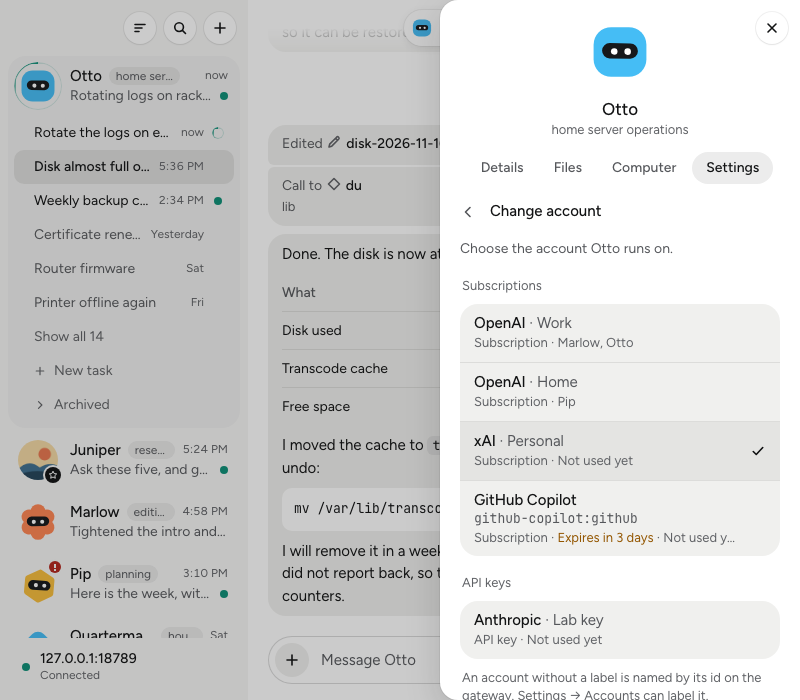 Otto home ser... now
Rotating logs on rack...
Rotate the logs on e... now
Disk almost full o... 5:36 PM
Weekly backup c... 2:34 PM
Certificate rene... Yesterday
Router firmware Sat
Printer offline again Fri
Show all 14
+ New task
Archived
Juniper rese... 5:24 PM
Ask these five, and g...
Marlow editi... 4:58 PM
Tightened the intro and...
Pip planning 3:10 PM
Here is the week, wit...
Quarterma hou Sat
127.0.0.1:18789
Connected
so it can be restor
Edited disk-2026-11-1
Call to du
lib
Done. The disk is now at
What
Disk used
Transcode cache
Free space
I moved the cache to t
undo:
mv /var/lib/transco
I will remove it in a week
did not report back, so t
counters.
Message Otto
Otto
home server operations
Details Files Computer Settings
Change account
Choose the account Otto runs on.
Subscriptions
OpenAI · Work
Subscription · Marlow, Otto
OpenAI · Home
Subscription · Pip
xAI · Personal
Subscription · Not used yet
GitHub Copilot
github-copilot:github
Subscription · Expires in 3 days · Not used y...
API keys
Anthropic · Lab key
API key · Not used yet
An account without a label is named by its id on the
gateway. Settings → Accounts can label it.